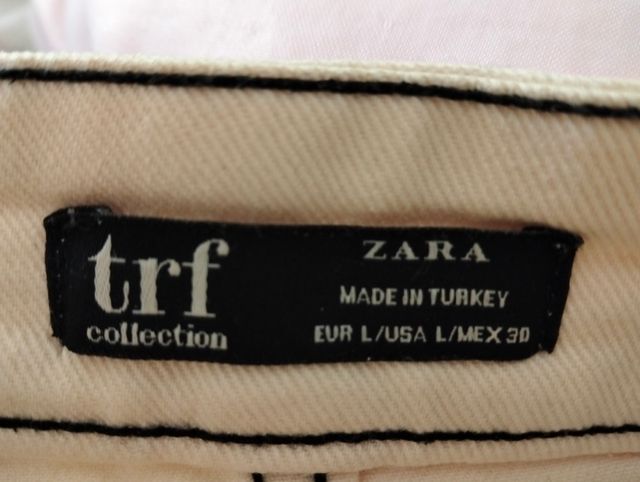 trf
collection
ZARA
MADE IN TURKEY
EUR L/USA L/MEX 30